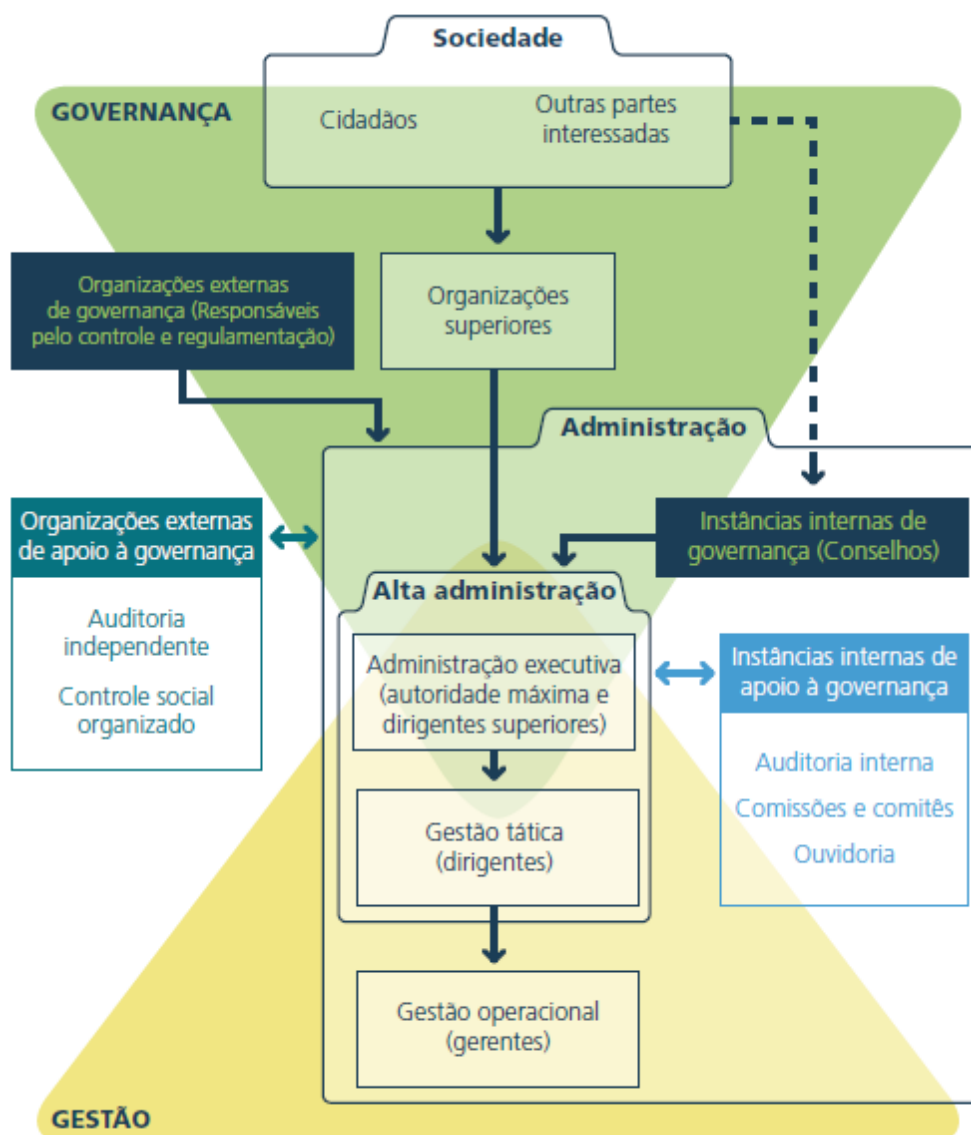 Sociedade
GOVERNANÇA
Cidadãos
Outras partes
interessadas
Organizações externas
de governança (Responsáveis
pelo controle e regulamentação)
Organizações
superiores
Administração
Organizações externas
de apoio à governança
Auditoria
independente
Controle social
organizado
Instâncias internas de
governança (Conselhos)
Alta administração
Administração executiva
(autoridade máxima e
dirigentes superiores)
Instâncias internas de
apoio à governança
Auditoria interna
Comissões e comitês
Ouvidoria
Gestão tática
(dirigentes)
Gestão operacional
(gerentes)
GESTÃO